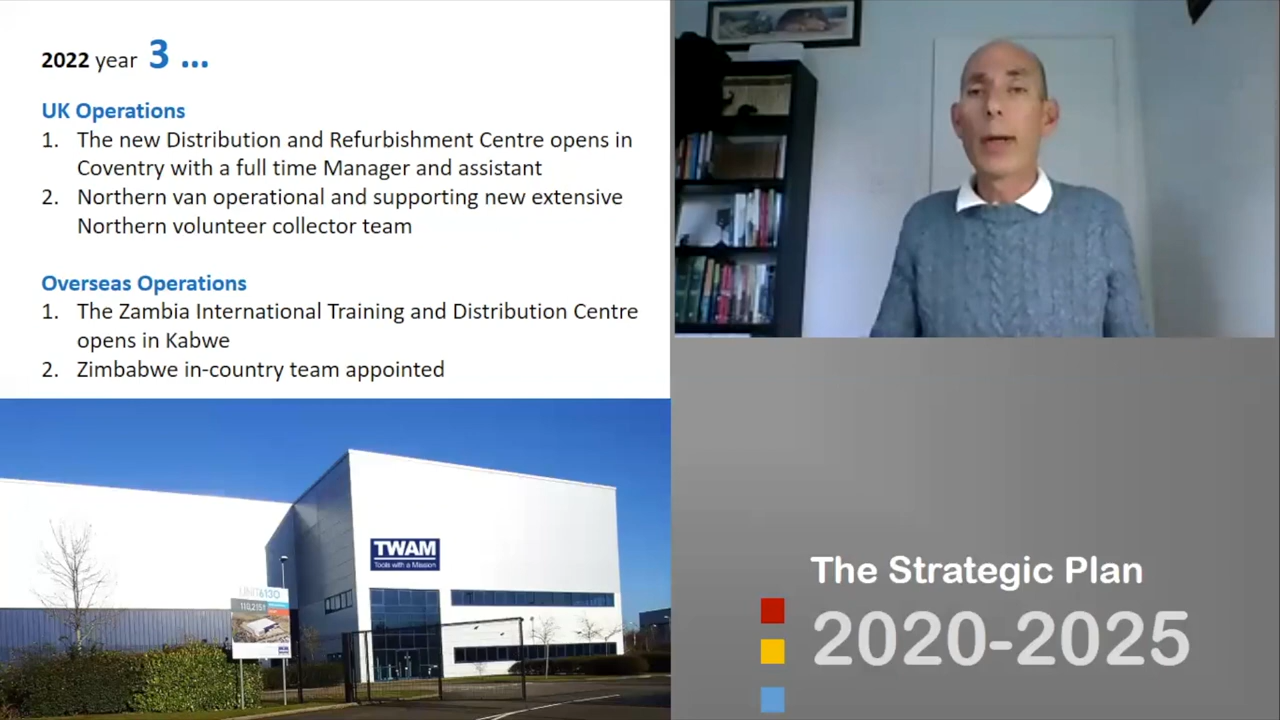 2022 year 3 ...
UK Operations
1. The new Distribution and Refurbishment Centre opens in
Coventry with a full time Manager and assistant
2. Northern van operational and supporting new extensive
Northern volunteer collector team
Overseas Operations
1. The Zambia International Training and Distribution Centre
opens in Kabwe
2. Zimbabwe in-country team appointed
TWAM
Tools with a Mission
UNIT6130
110,215
The Strategic Plan
2020-2025